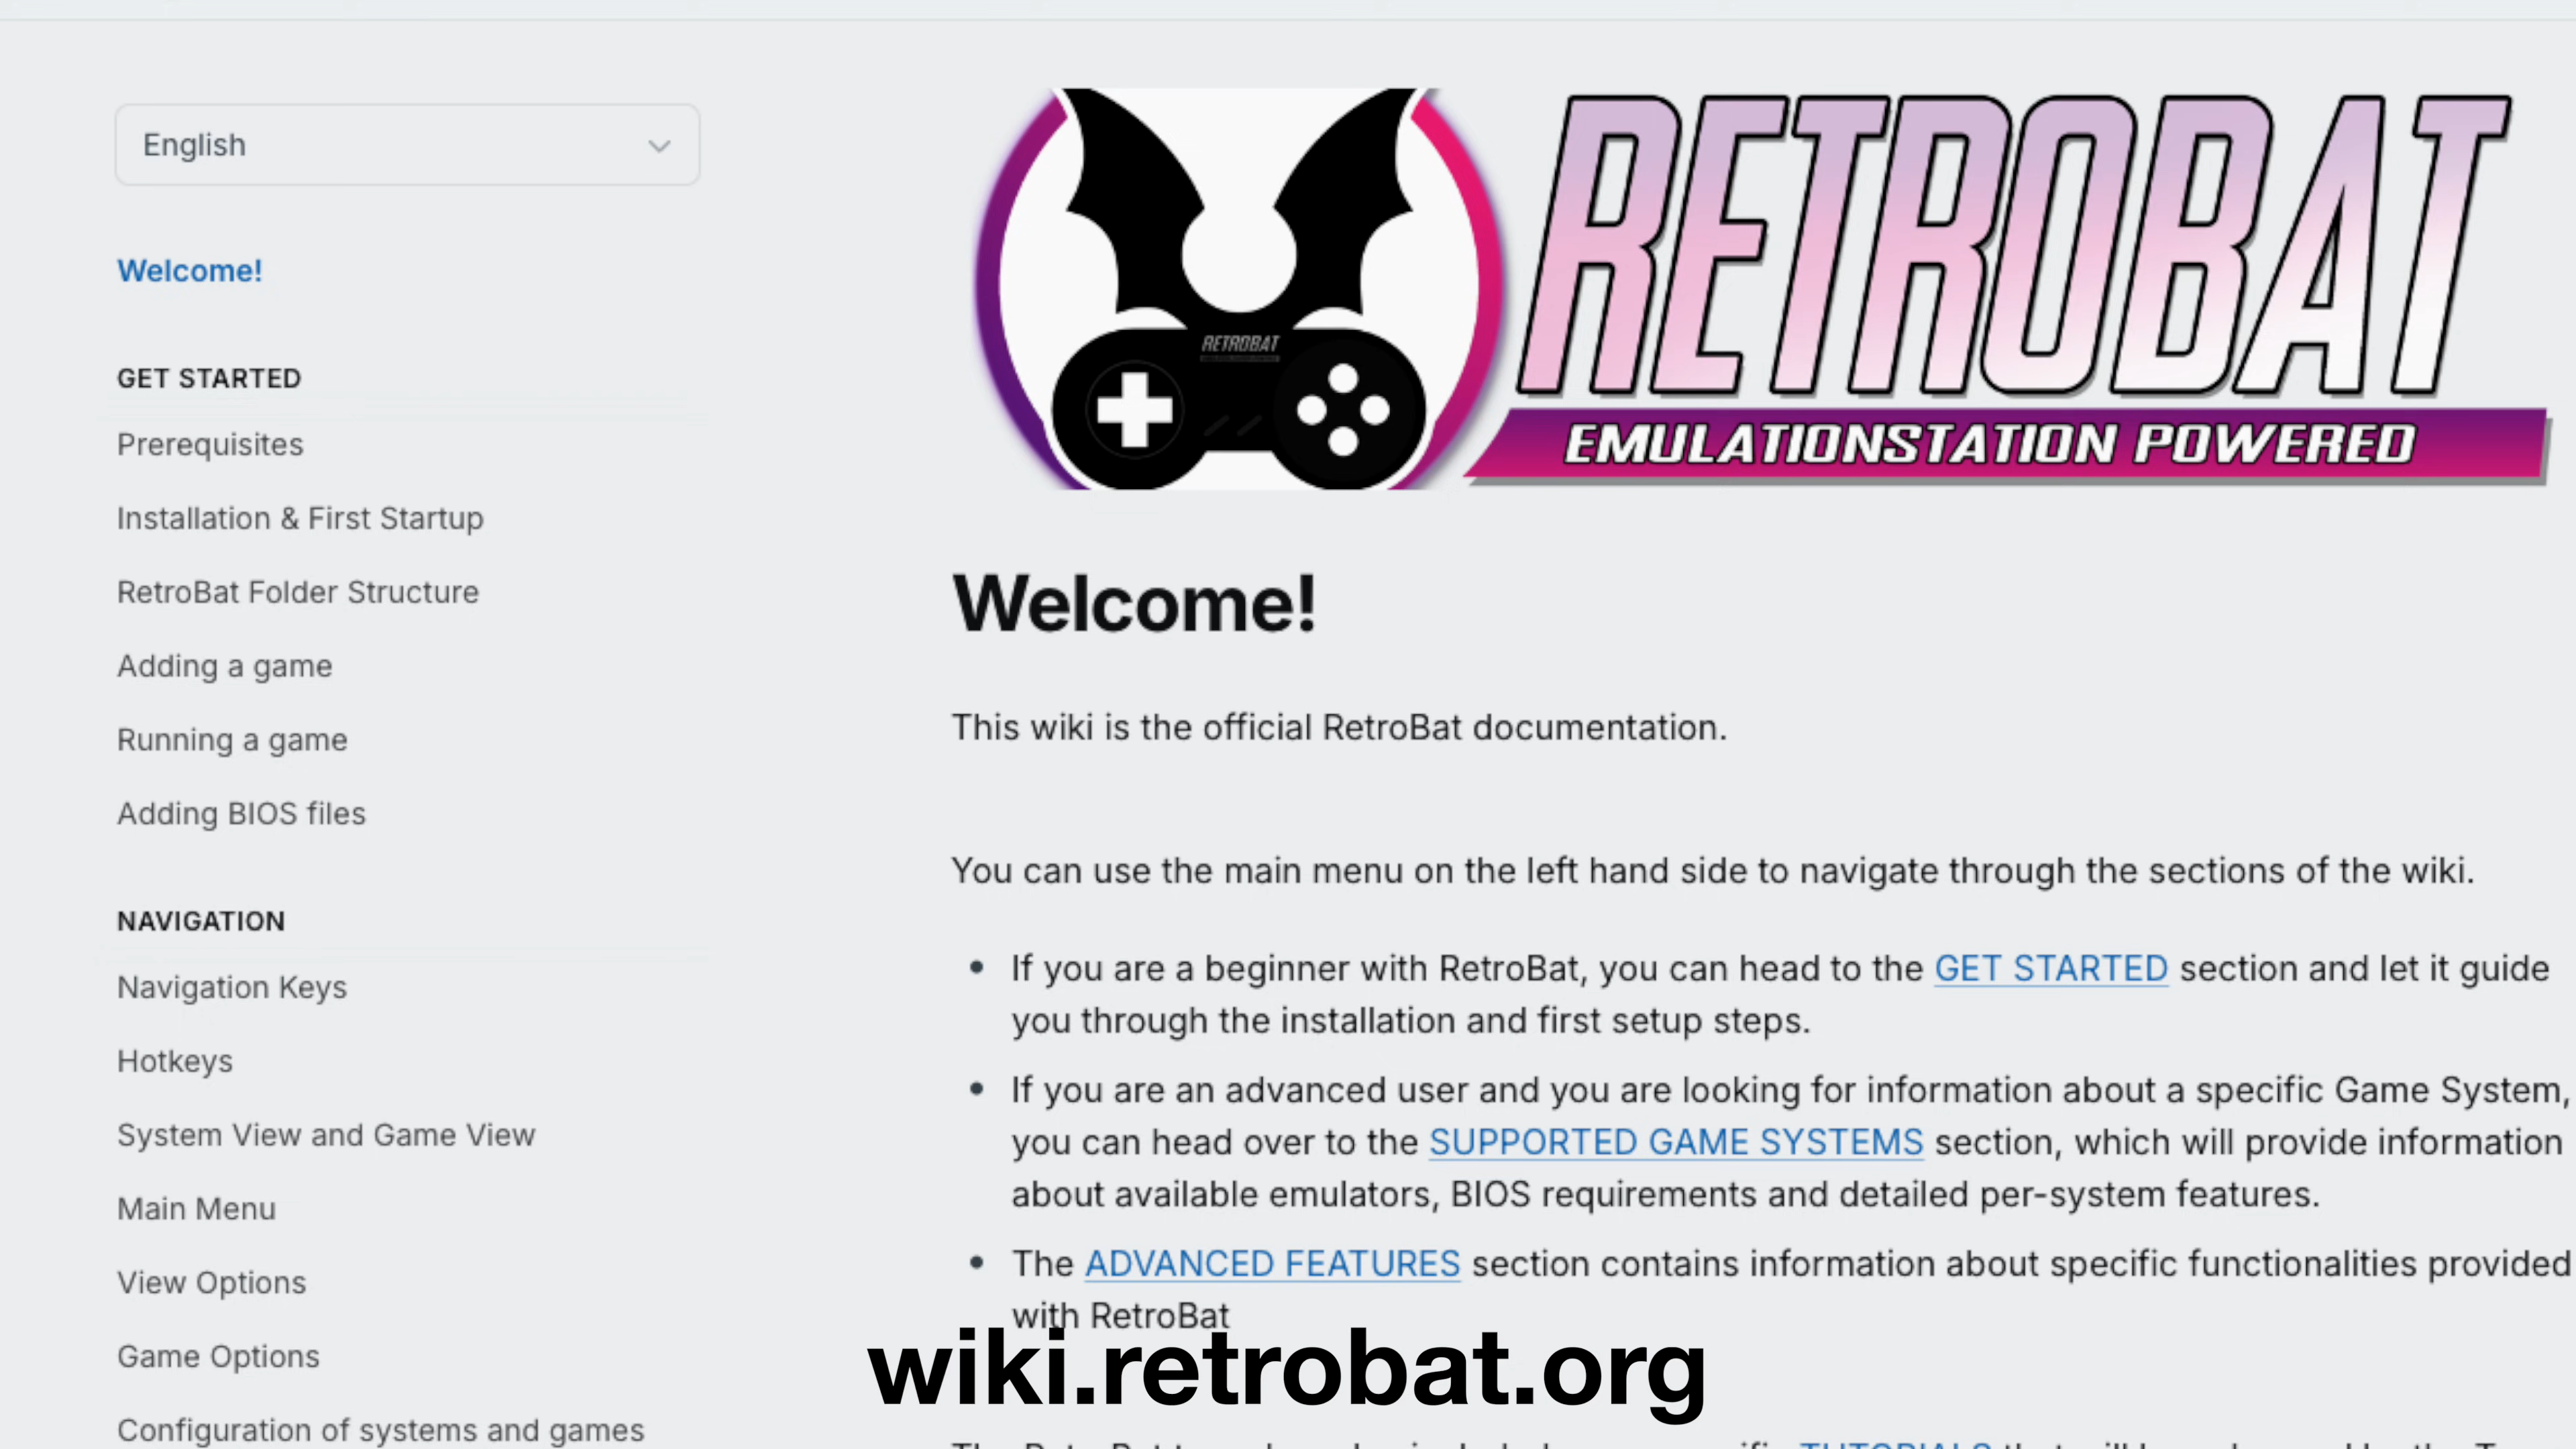 English
Welcome!
GET STARTED
Prerequisites
Installation & First Startup
RetroBat Folder Structure
Adding a game
Running a game
Adding BIOS files
NAVIGATION
Navigation Keys
Hotkeys
System View and Game View
Main Menu
View Options
Game Options
Configuration of systems and games
RETROBAT
RETROBAT
EMULATIONSTATION POWERED
Welcome!
This wiki is the official RetroBat documentation.
You can use the main menu on the left hand side to navigate through the sections of the wiki.
If you are a beginner with RetroBat, you can head to the GET STARTED section and let it guide
you through the installation and first setup steps.
If you are an advanced user and you are looking for information about a specific Game System,
you can head over to the SUPPORTED GAME SYSTEMS section, which will provide information
about available emulators, BIOS requirements and detailed per-system features.
The ADVANCED FEATURES section contains information about specific functionalities provided
with RetroBat
wiki.retrobat.org